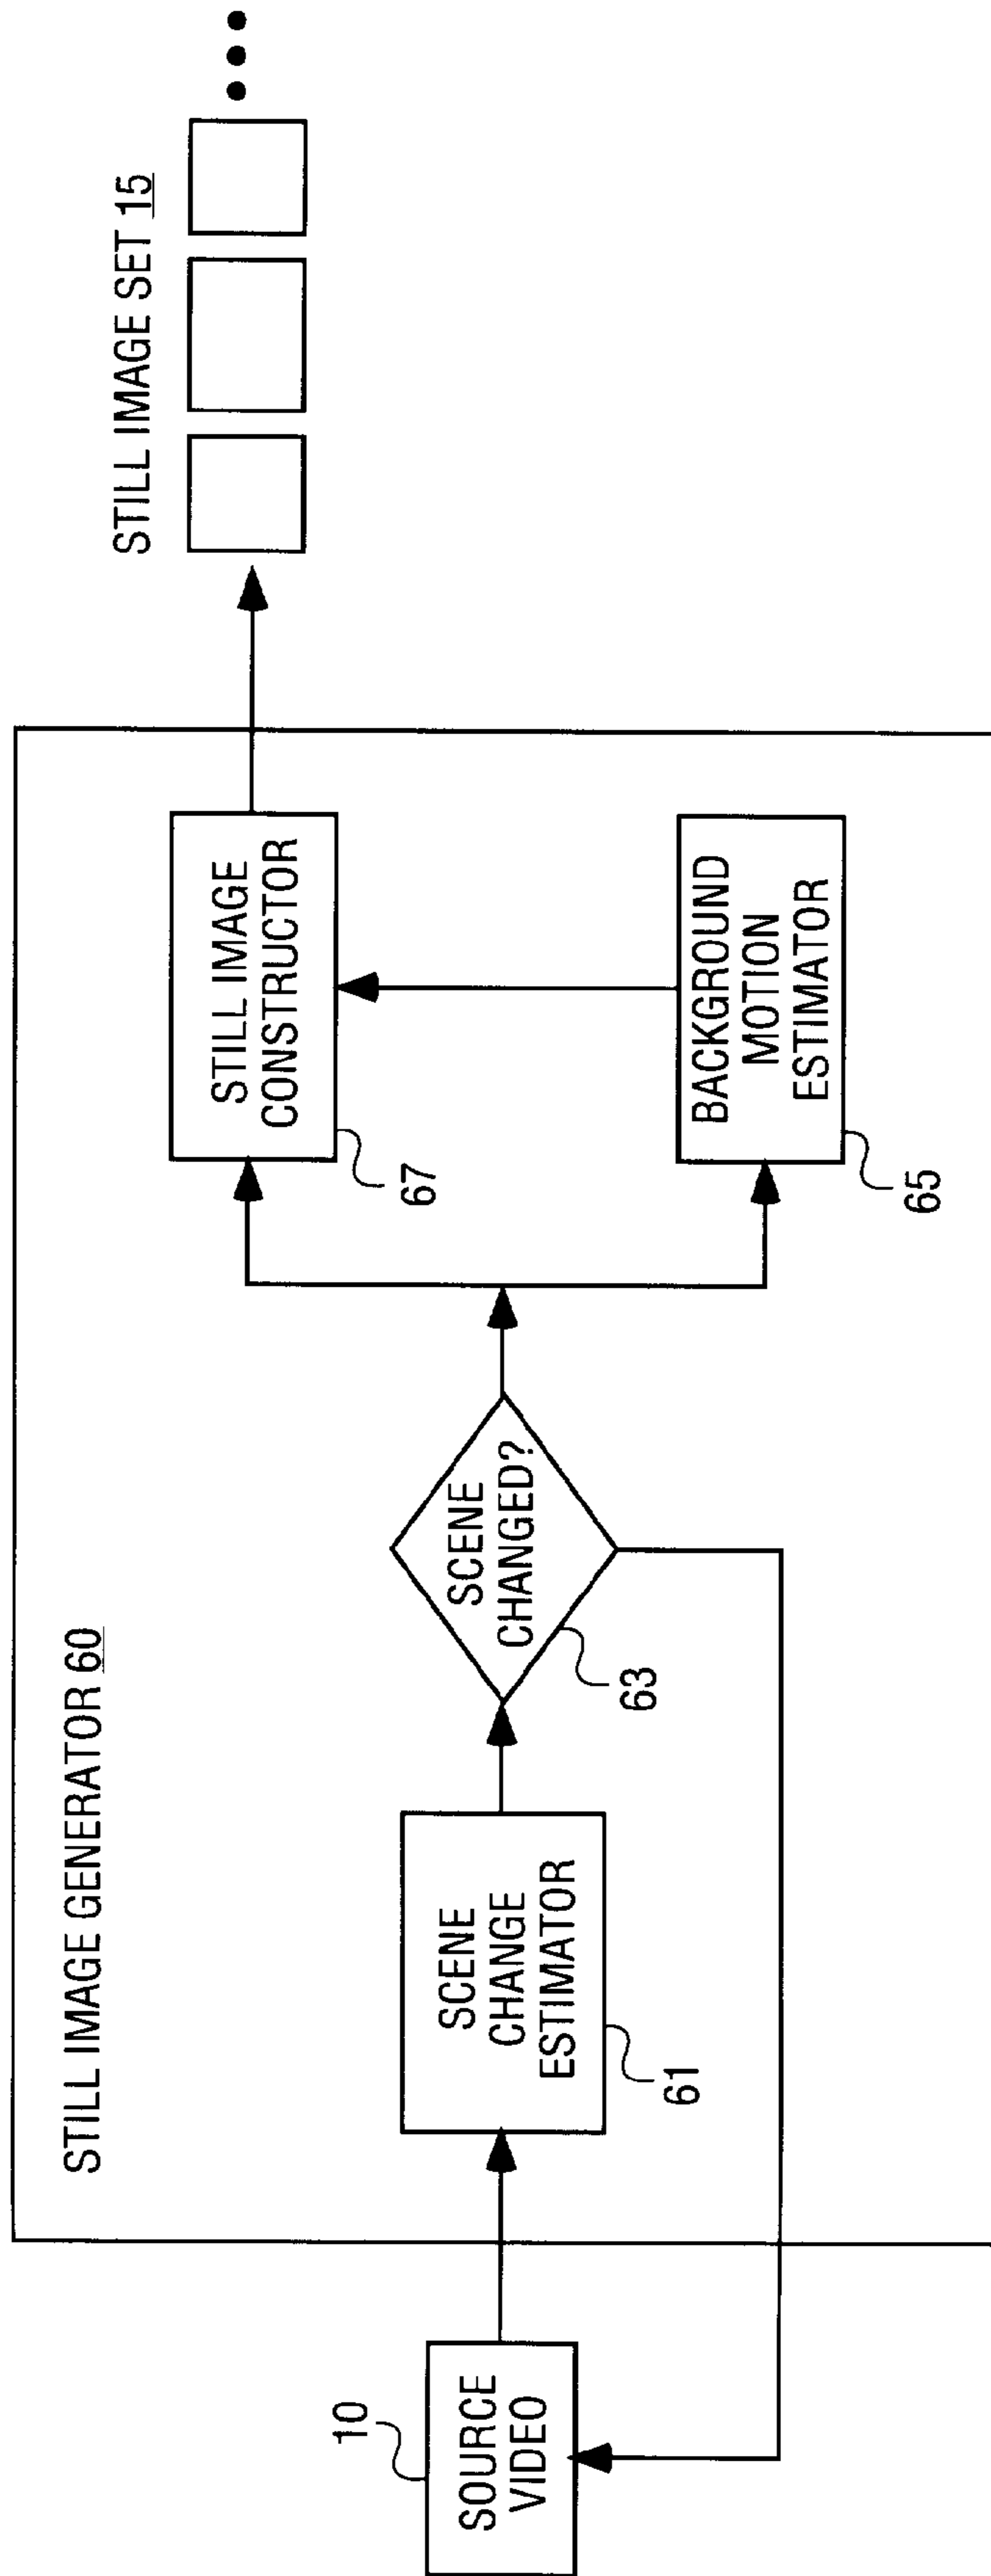 STILL IMAGE GENERATOR 60
10
SOURCE
VIDEO
SCENE
CHANGE
ESTIMATOR
61
SCENE
CHANGED?
63
STILL IMAGE
CONSTRUCTOR
67
BACKGROUND
MOTION
ESTIMATOR
65
STILL IMAGE SET 15